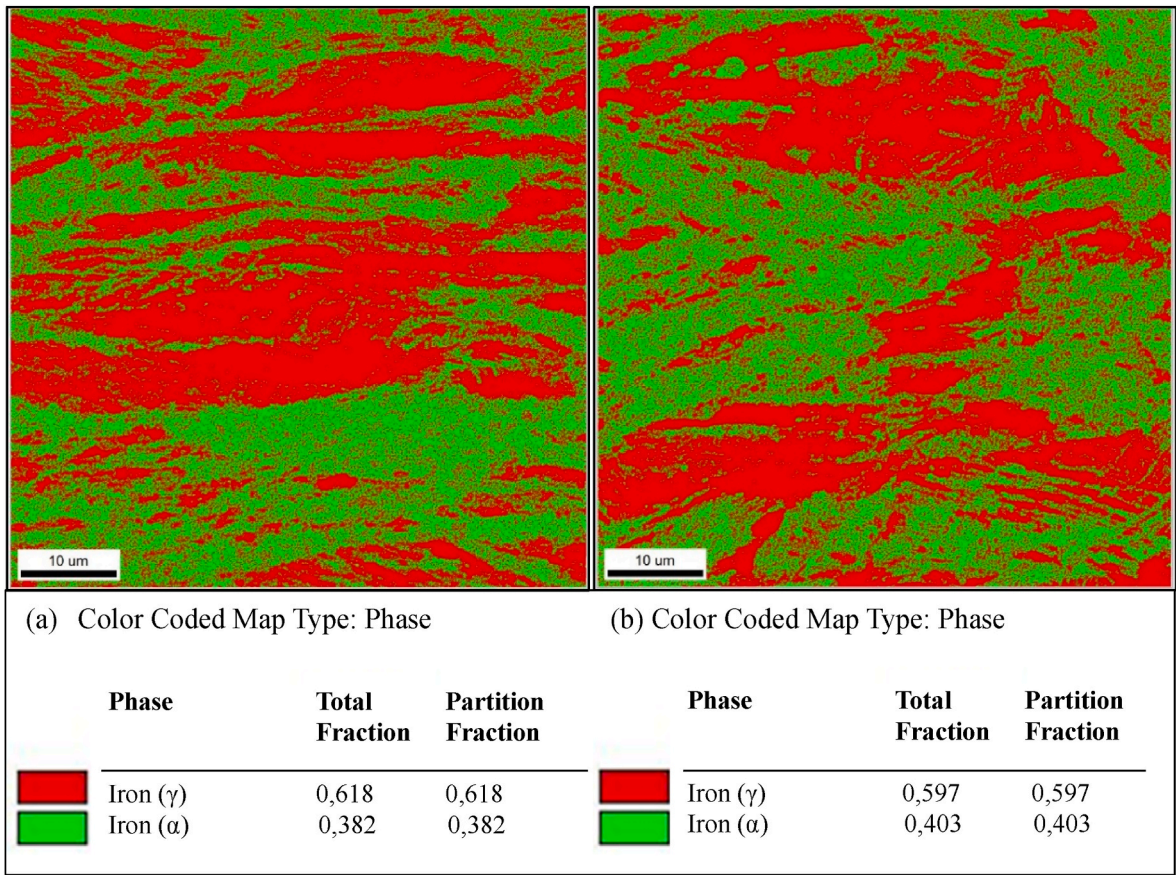 10 um
10 um
(a) Color Coded Map Type: Phase
Phase Total Fraction Partition Fraction
Iron (γ) 0,618 0,618
Iron (α) 0,382 0,382
(b) Color Coded Map Type: Phase
Phase Total Fraction Partition Fraction
Iron (γ) 0,597 0,597
Iron (α) 0,403 0,403